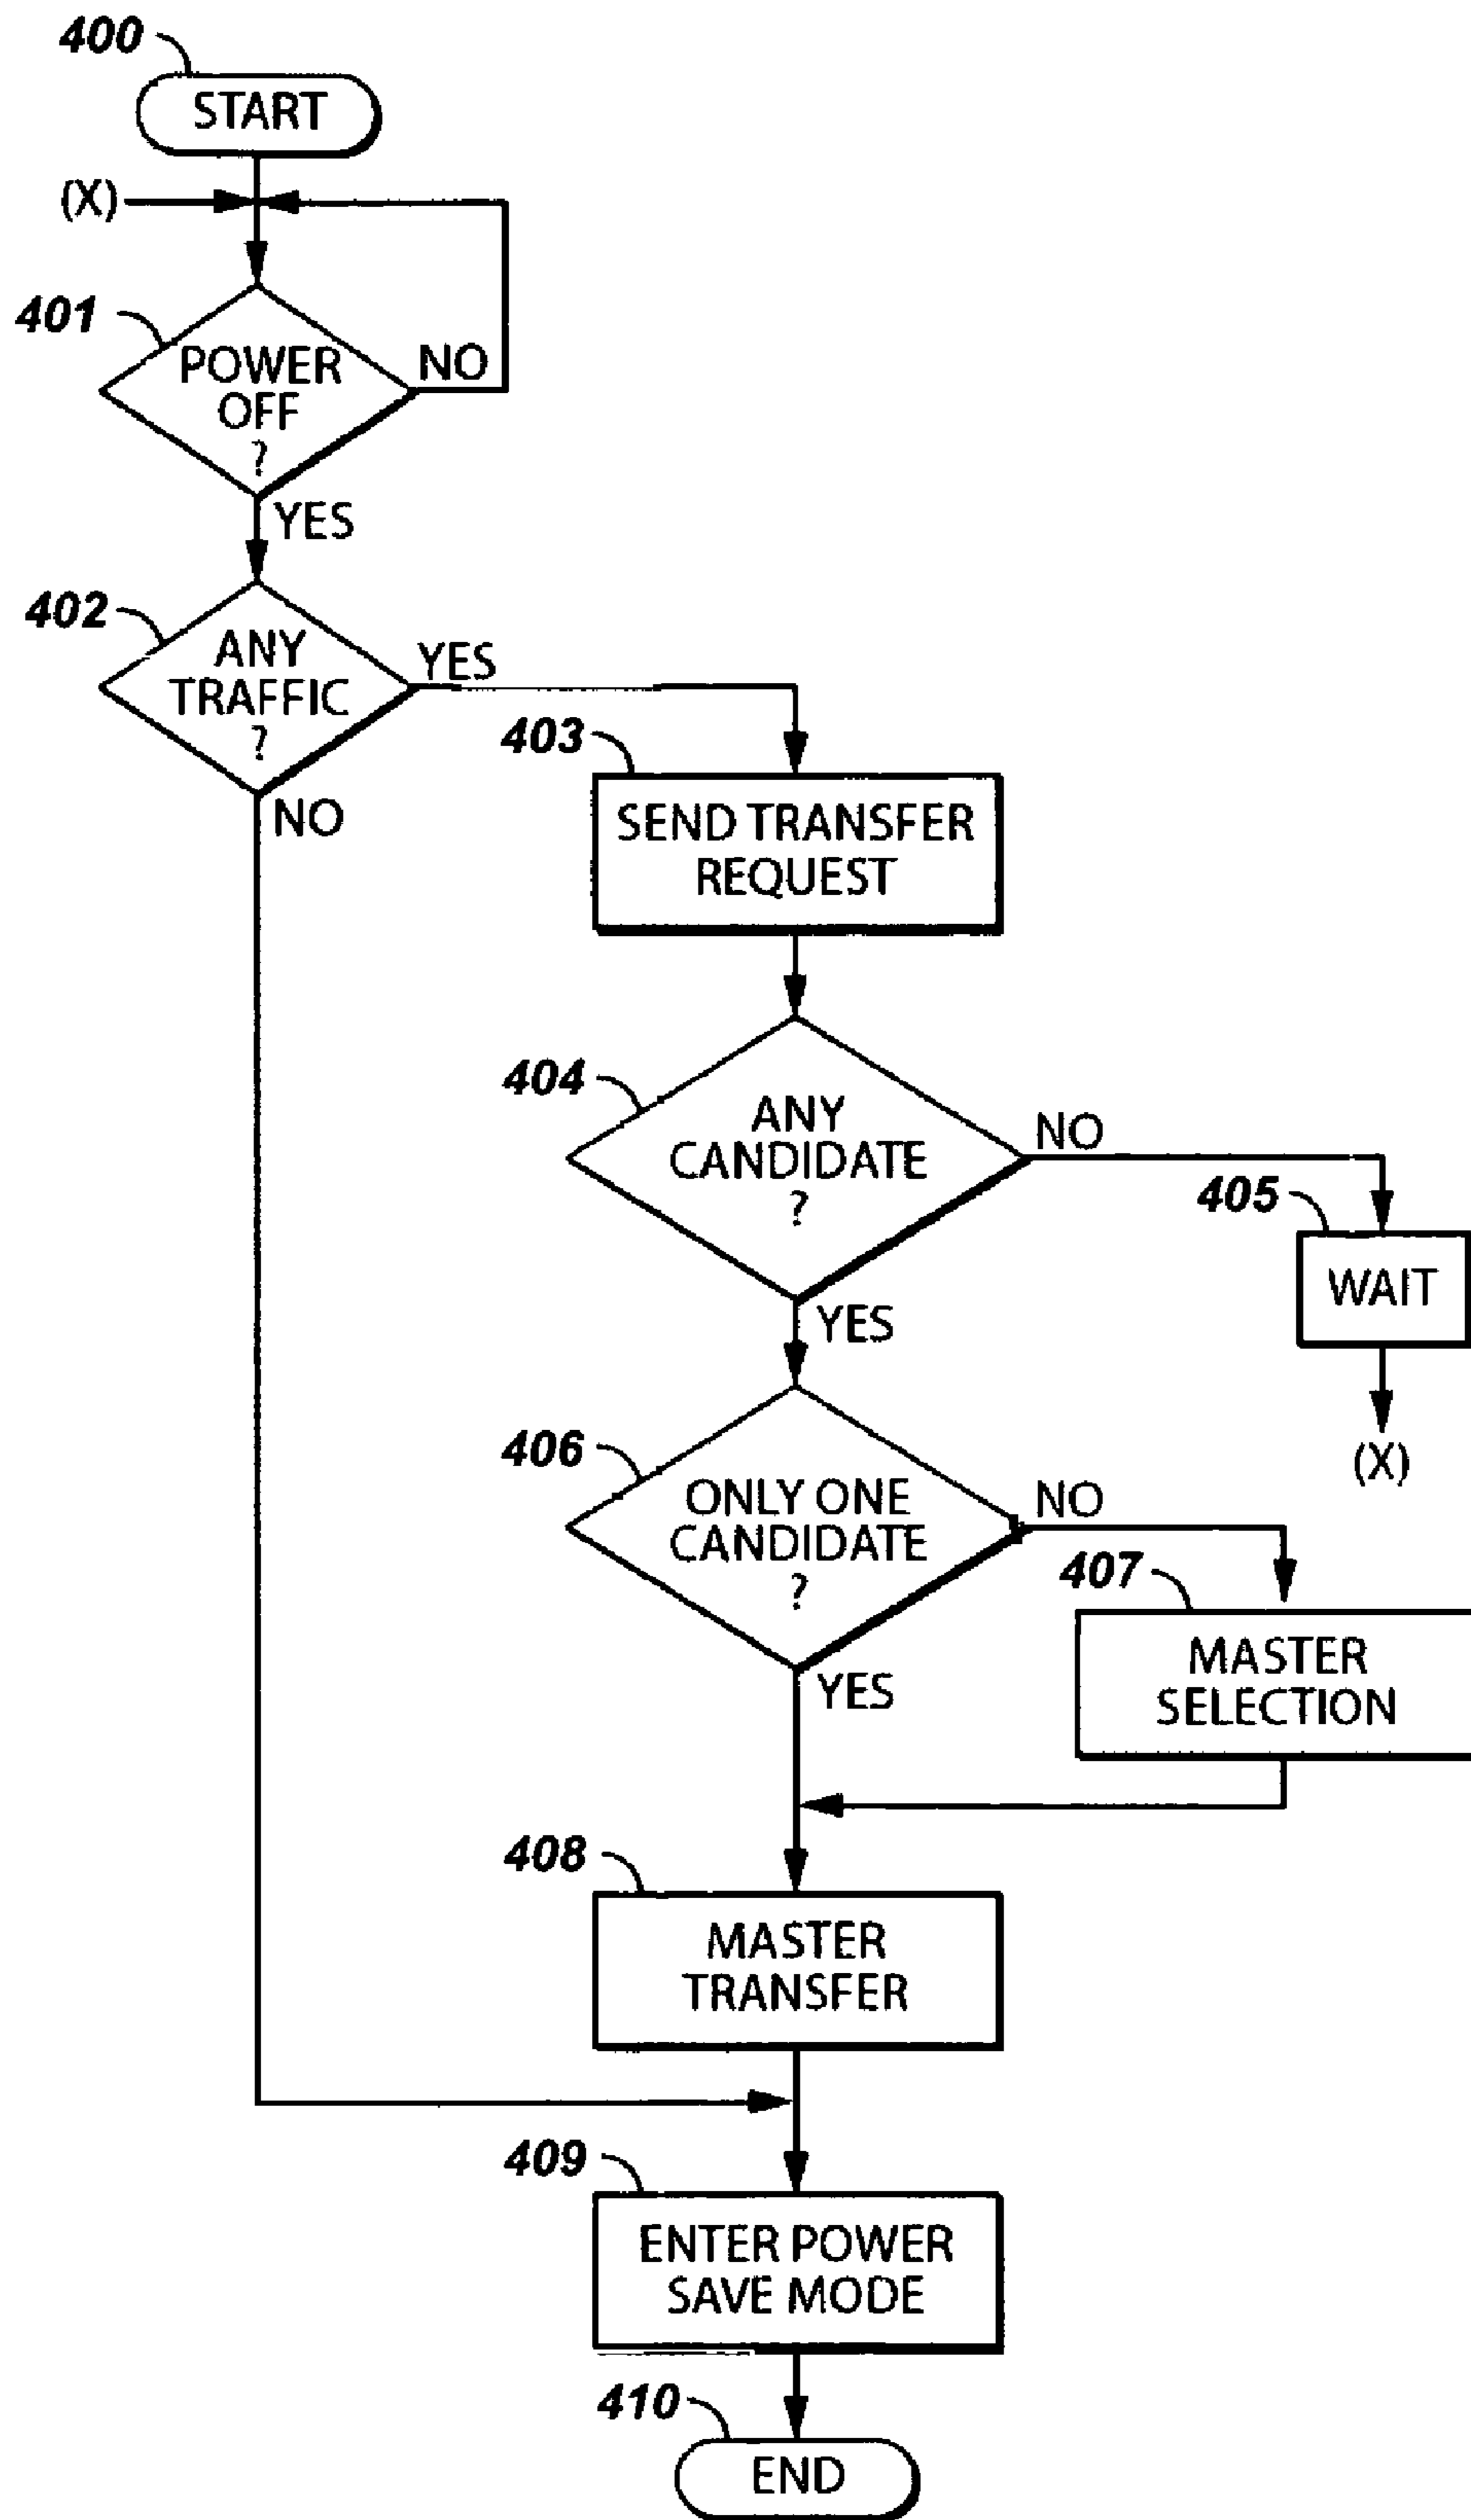 400
START
(X)
401
POWER
OFF
?
NO
YES
402
ANY
TRAFFIC
?
YES
NO
403
SEND TRANSFER
REQUEST
404
ANY
CANDIDATE
?
NO
YES
405
WAIT
(X)
406
ONLY ONE
CANDIDATE
?
NO
YES
407
MASTER
SELECTION
408
MASTER
TRANSFER
409
ENTER POWER
SAVE MODE
410
END